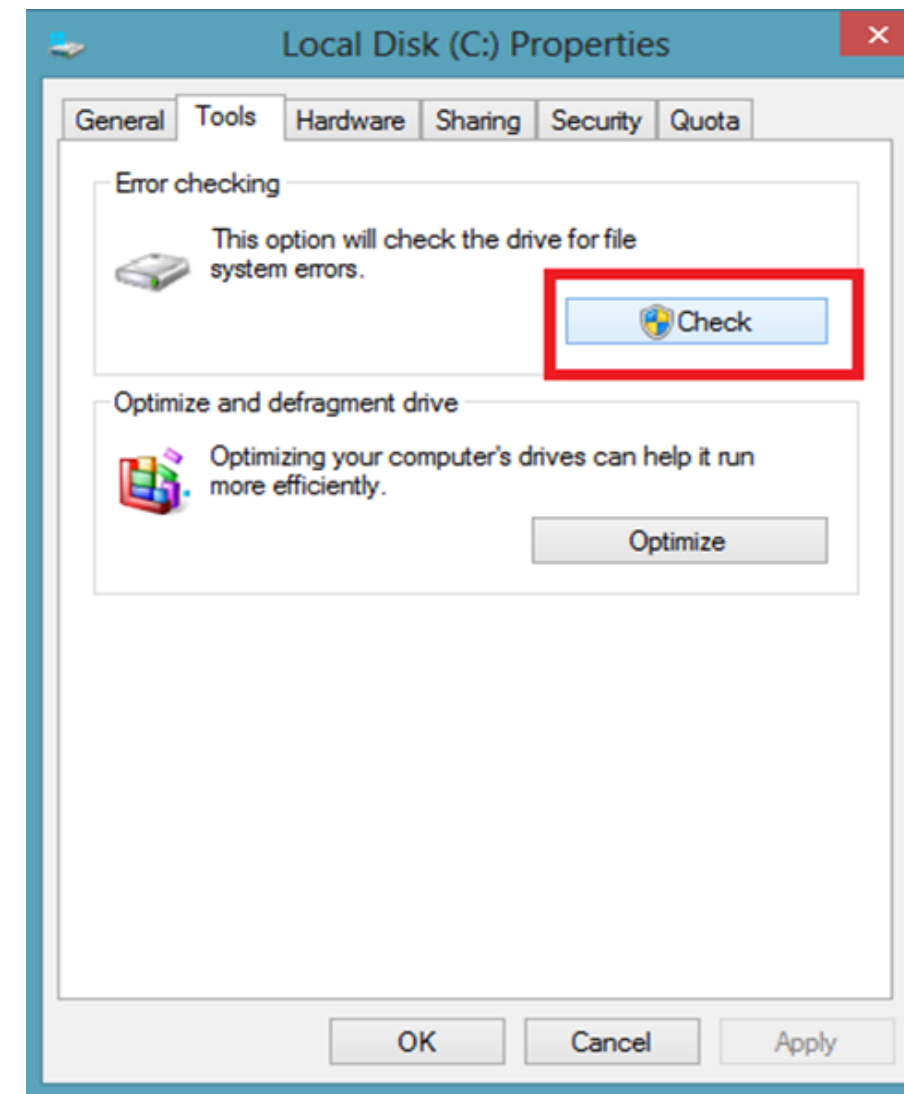 Local Disk (C:) Properties
General Tools Hardware Sharing Security Quota
Error checking
This option will check the drive for file
system errors.
Check
Optimize and defragment drive
Optimizing your computer's drives can help it run
more efficiently.
Optimize
OK Cancel Apply